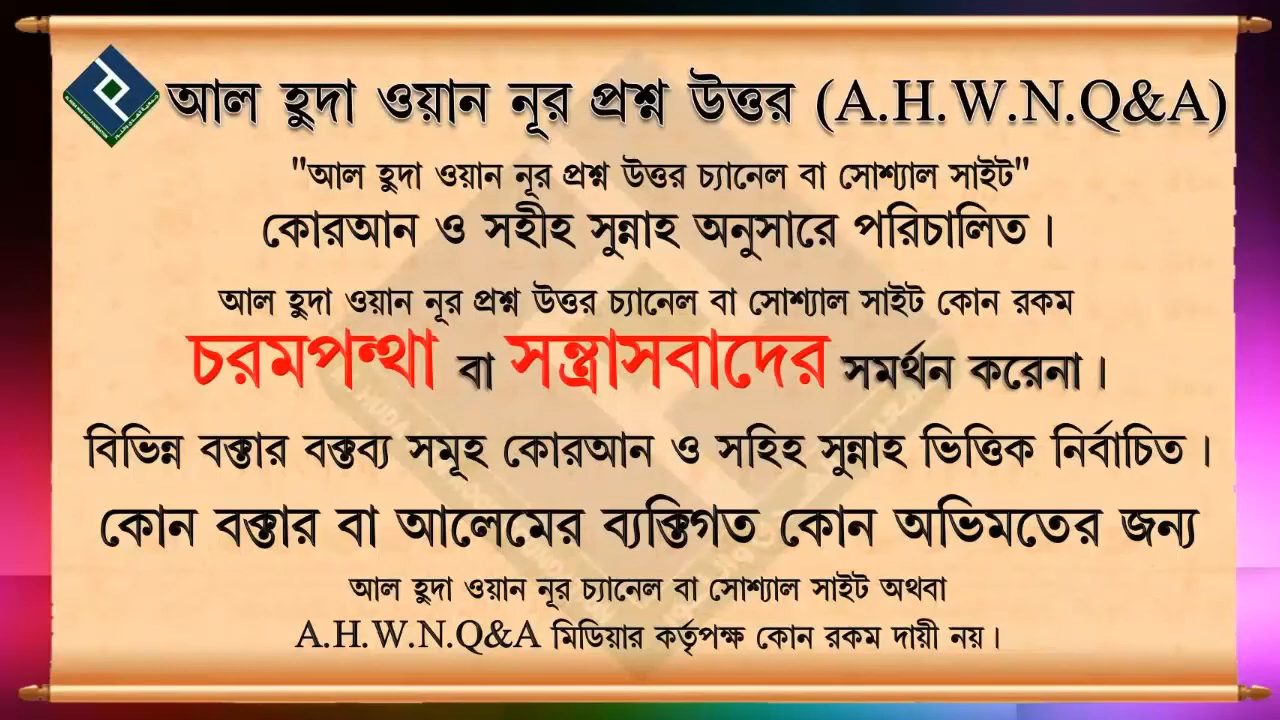 আল হুদা ওয়ান নূর প্রশ্ন উত্তর (A.H.W.N.Q&A)
"আল হুদা ওয়ান নূর প্রশ্ন উত্তর চ্যানেল বা সোশ্যাল সাইট"
কোরআন ও সহীহ সুন্নাহ অনুসারে পরিচালিত ।
আল হুদা ওয়ান নূর প্রশ্ন উত্তর চ্যানেল বা সোশ্যাল সাইট কোন রকম
চরমপন্থা বা সন্ত্রাসবাদের সমর্থন করেনা ।
বিভিন্ন বক্তার বক্তব্য সমূহ কোরআন ও সহিহ সুন্নাহ ভিত্তিক নির্বাচিত ।
কোন বক্তার বা আলেমের ব্যক্তিগত কোন অভিমতের জন্য
আল হুদা ওয়ান নূর চ্যানেল বা সোশ্যাল সাইট অথবা
A.H.W.N.Q&A মিডিয়ার কর্তৃপক্ষ কোন রকম দায়ী নয় ।